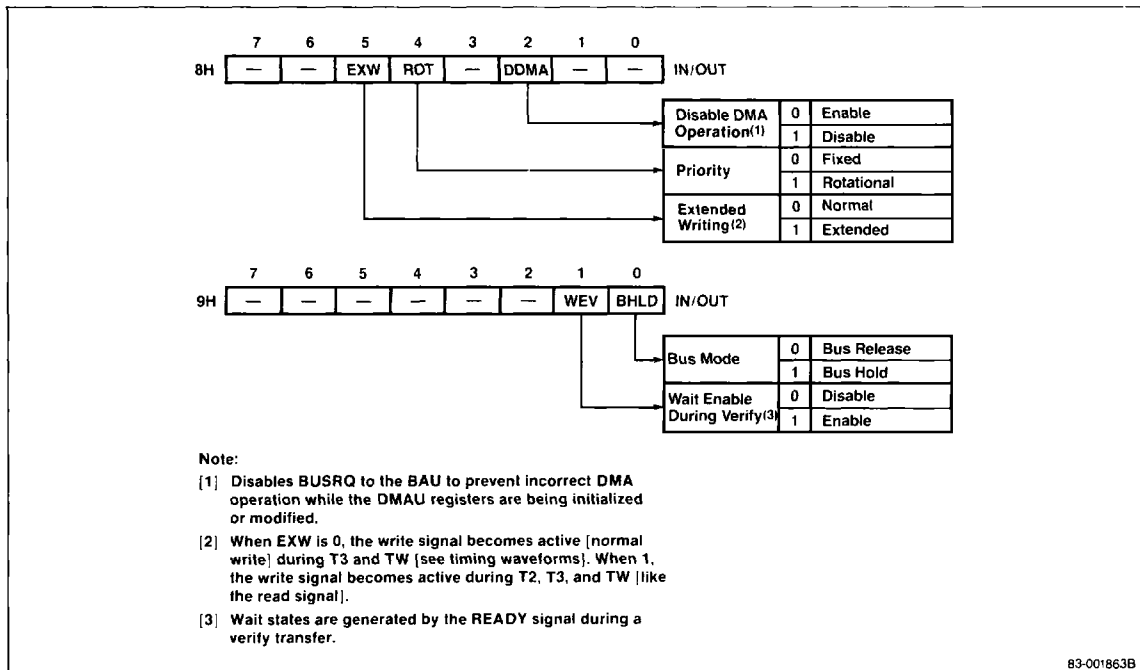 7 6 5 4 3 2 1 0
8H — — EXW ROT — DDMA — — IN/OUT
Disable DMA 0 Enable
Operation(1) 1 Disable
Priority 0 Fixed
1 Rotational
Extended 0 Normal
Writing(2) 1 Extended
7 6 5 4 3 2 1 0
9H — — — — — — WEV BHLD IN/OUT
Bus Mode 0 Bus Release
1 Bus Hold
Wait Enable 0 Disable
During Verify(3) 1 Enable
Note:
[1] Disables BUSRQ to the BAU to prevent incorrect DMA
operation while the DMAU registers are being initialized
or modified.
[2] When EXW is 0, the write signal becomes active [normal
write] during T3 and TW [see timing waveforms]. When 1,
the write signal becomes active during T2, T3, and TW [like
the read signal].
[3] Wait states are generated by the READY signal during a
verify transfer.
83-001863B